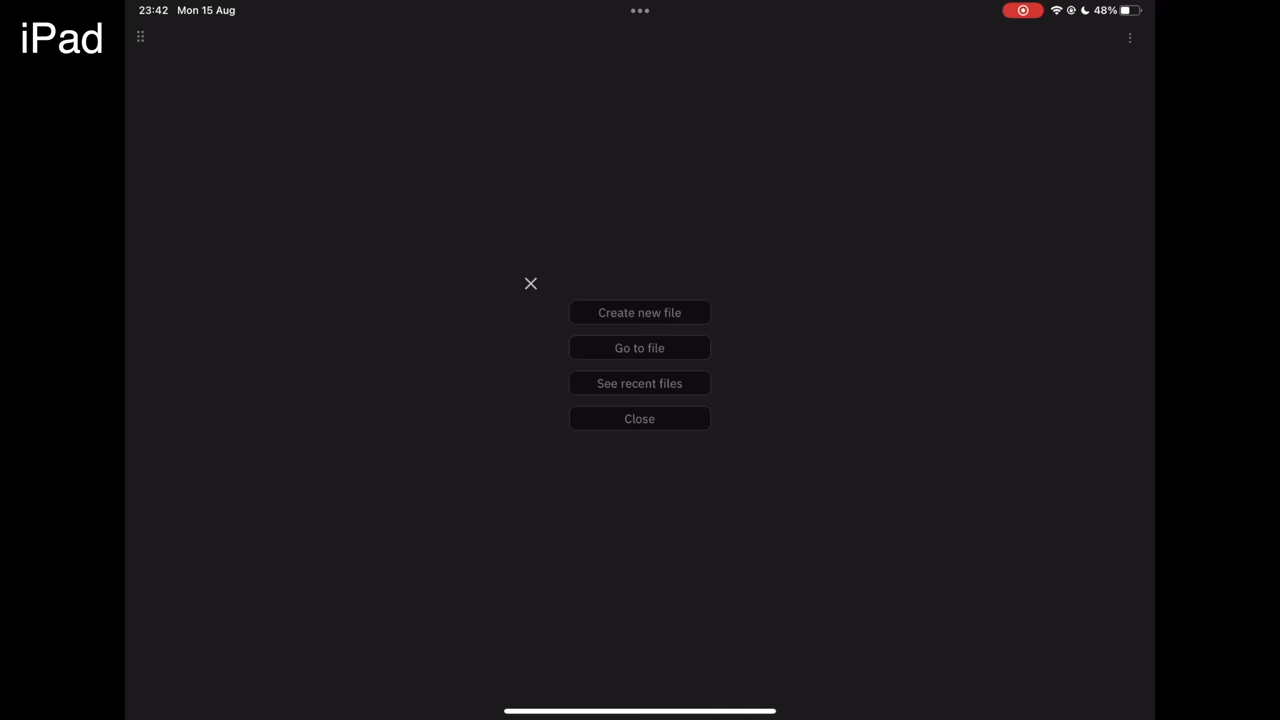 iPad
23:42 Mon 15 Aug
48%
Create new file
Go to file
See recent files
Close